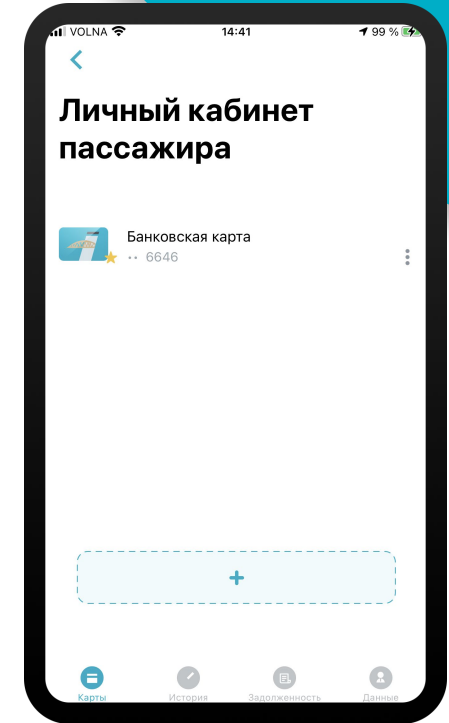 VOLNA 14:41 99 %
Личный кабинет
пассажира
Банковская карта
·· 6646
+
Карты История Задолженность Данные